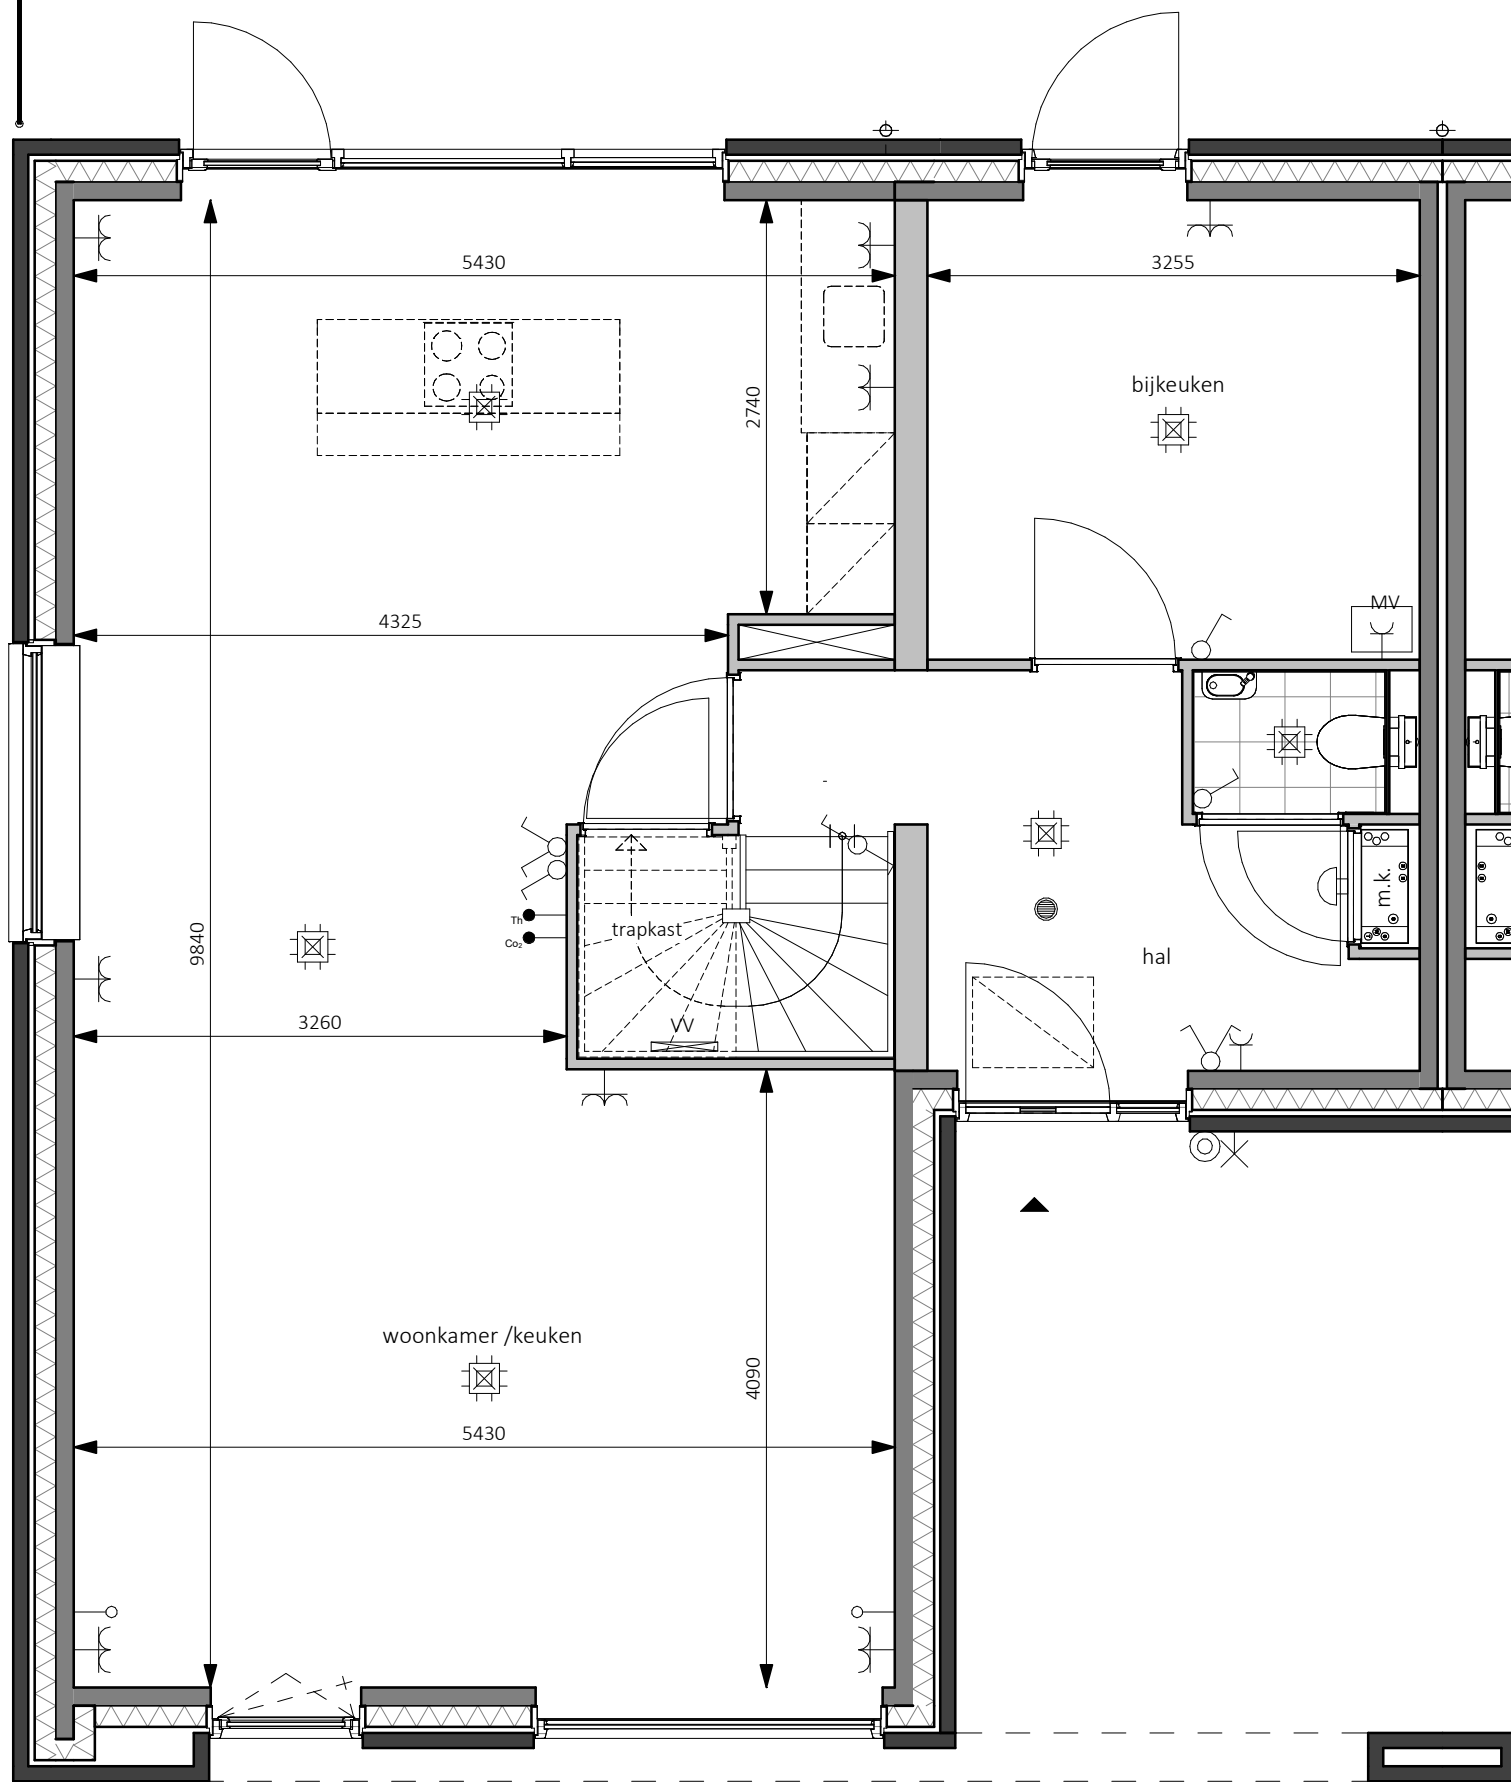 5430
3255
bijkeuken
2740
MV
4325
m.k.
Th
trapkast
Co₂
9840
hal
3260
VV
woonkamer /keuken
4090
5430